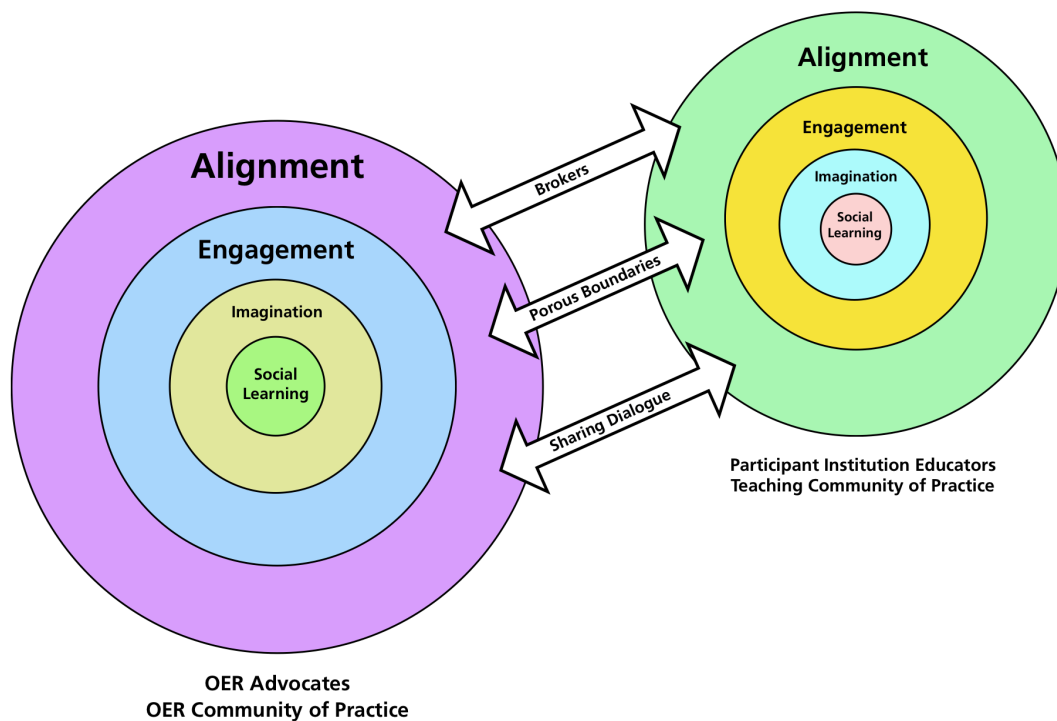 Alignment
Engagement
Imagination
Social
Learning
OER Advocates
OER Community of Practice
Brokers
Porous Boundaries
Sharing Dialogue
Alignment
Engagement
Imagination
Social
Learning
Participant Institution Educators
Teaching Community of Practice